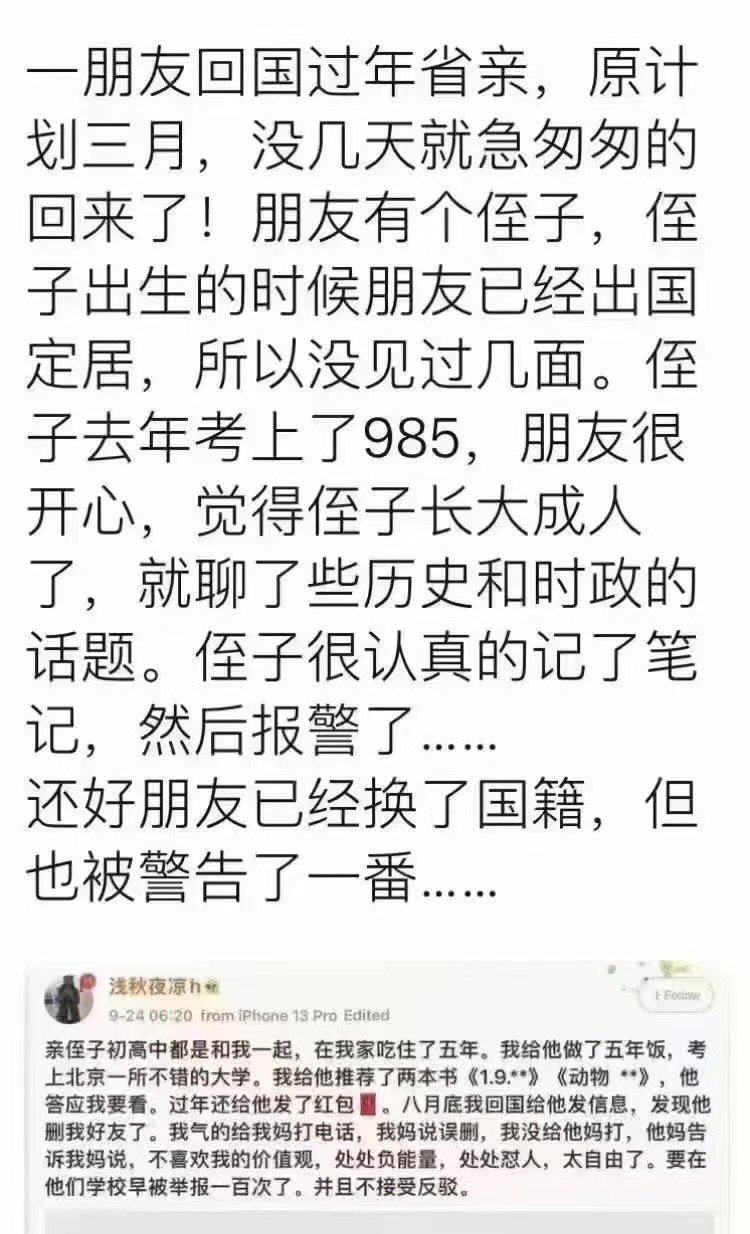 一朋友回国过年省亲，原计
划三月，没几天就急匆匆的
回来了！朋友有个侄子，侄
子出生的时候朋友已经出国
定居，所以没见过几面。侄
子去年考上了985，朋友很
开心，觉得侄子长大成人
了，就聊了些历史和时政的
话题。侄子很认真的记了笔
记，然后报警了……
还好朋友已经换了国籍，但
也被警告了一番……
浅秋夜凉h
+ Follow
9-24 06:20 from iPhone 13 Pro Edited
亲侄子初高中都是和我一起，在我家吃住了五年。我给他做了五年饭，考
上北京一所不错的大学。我给他推荐了两本书《1.9.**》《动物 **》，他
答应我要看。过年还给他发了红包🧧。八月底我回国给他发信息，发现他
删我好友了。我气的给我妈打电话，我妈说误删，我没给他妈打，他妈告
诉我妈说，不喜欢我的价值观，处处负能量，处处怼人，太自由了。要在
他们学校早被举报一百次了。并且不接受反驳。